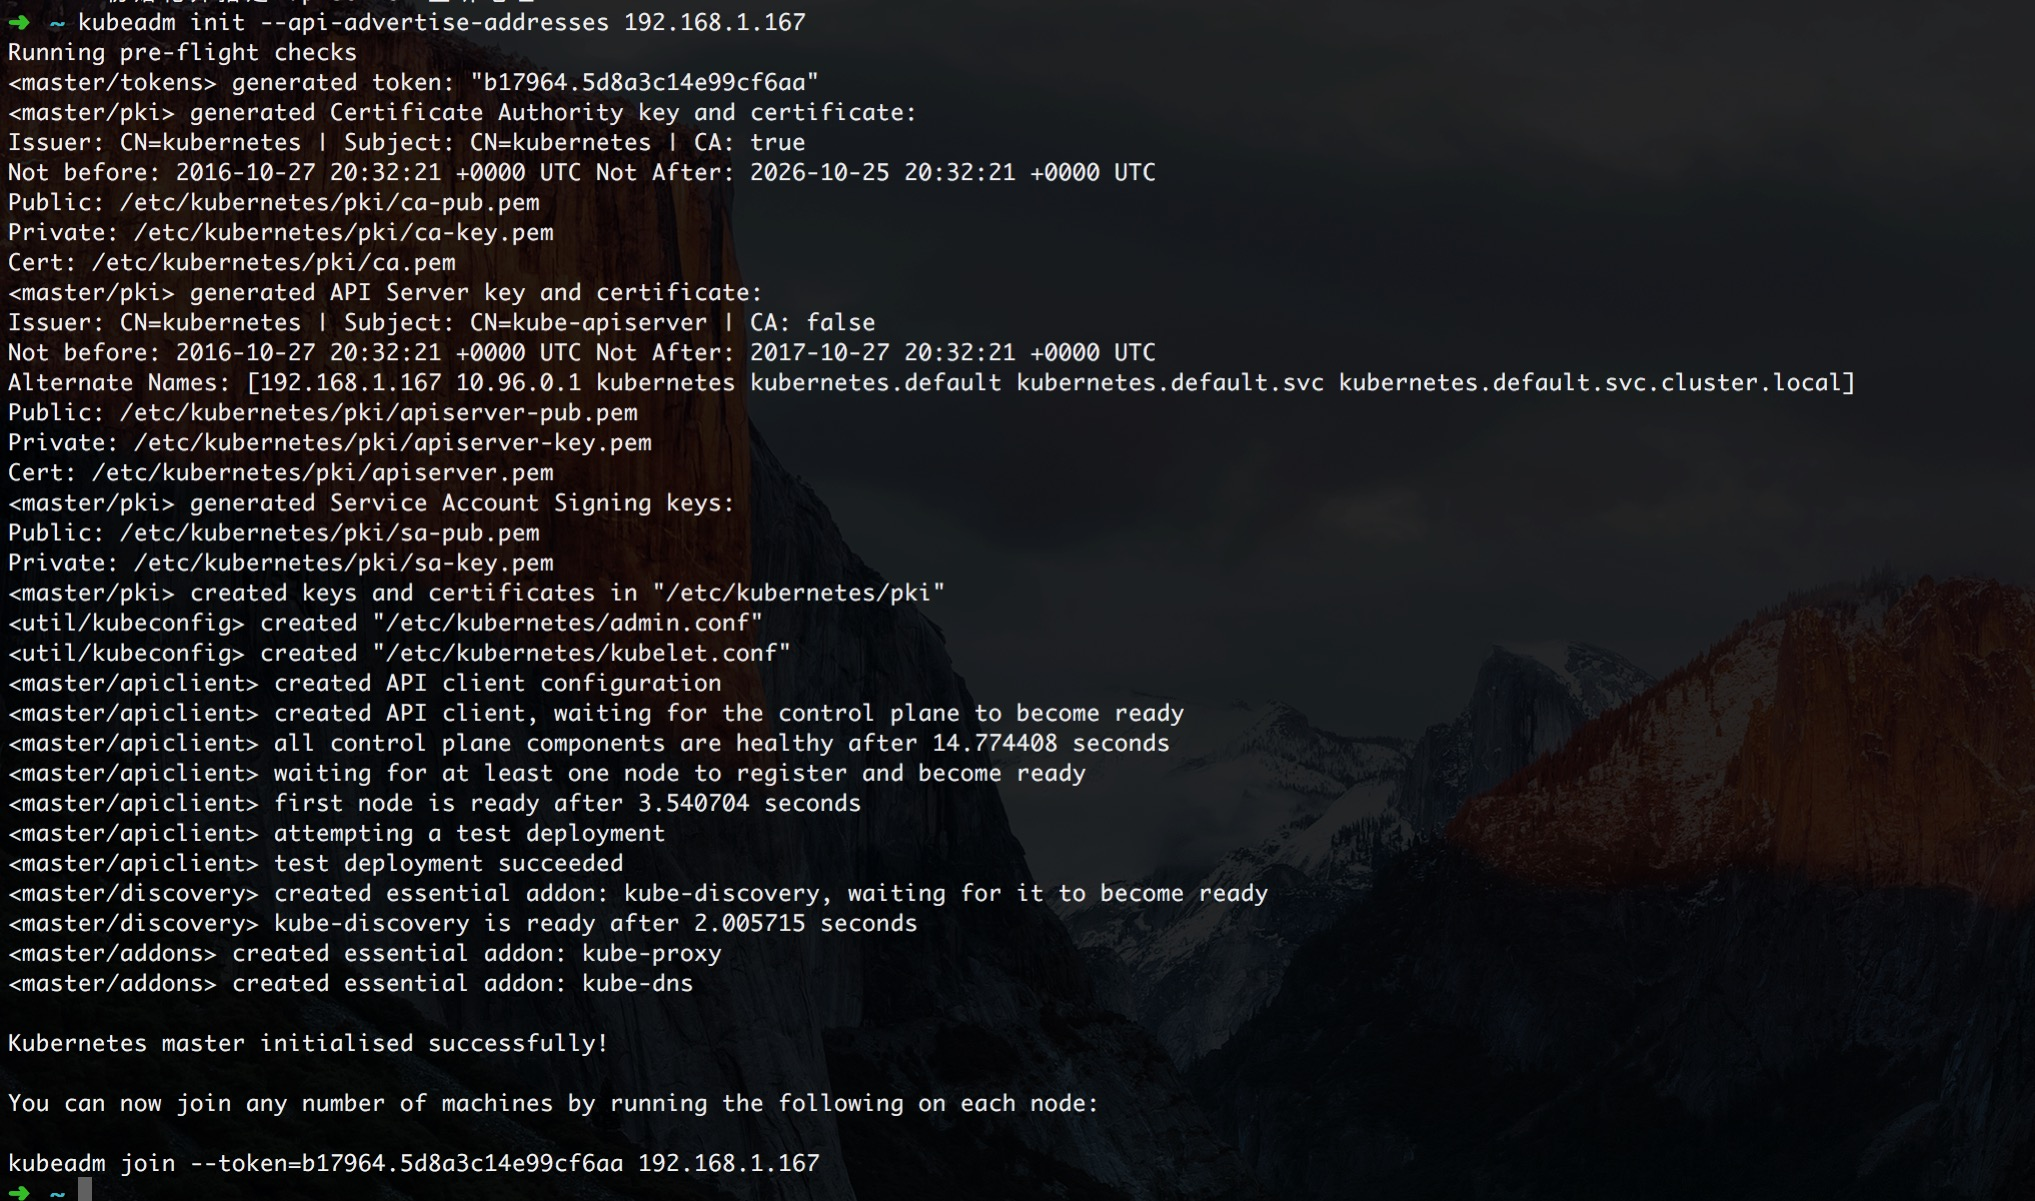 ➜ ~ kubeadm init --api-advertise-addresses 192.168.1.167
Running pre-flight checks
<master/tokens> generated token: "b17964.5d8a3c14e99cf6aa"
<master/pki> generated Certificate Authority key and certificate:
Issuer: CN=kubernetes | Subject: CN=kubernetes | CA: true
Not before: 2016-10-27 20:32:21 +0000 UTC Not After: 2026-10-25 20:32:21 +0000 UTC
Public: /etc/kubernetes/pki/ca-pub.pem
Private: /etc/kubernetes/pki/ca-key.pem
Cert: /etc/kubernetes/pki/ca.pem
<master/pki> generated API Server key and certificate:
Issuer: CN=kubernetes | Subject: CN=kube-apiserver | CA: false
Not before: 2016-10-27 20:32:21 +0000 UTC Not After: 2017-10-27 20:32:21 +0000 UTC
Alternate Names: [192.168.1.167 10.96.0.1 kubernetes kubernetes.default kubernetes.default.svc kubernetes.default.svc.cluster.local]
Public: /etc/kubernetes/pki/apiserver-pub.pem
Private: /etc/kubernetes/pki/apiserver-key.pem
Cert: /etc/kubernetes/pki/apiserver.pem
<master/pki> generated Service Account Signing keys:
Public: /etc/kubernetes/pki/sa-pub.pem
Private: /etc/kubernetes/pki/sa-key.pem
<master/pki> created keys and certificates in "/etc/kubernetes/pki"
<util/kubeconfig> created "/etc/kubernetes/admin.conf"
<util/kubeconfig> created "/etc/kubernetes/kubelet.conf"
<master/apiclient> created API client configuration
<master/apiclient> created API client, waiting for the control plane to become ready
<master/apiclient> all control plane components are healthy after 14.774408 seconds
<master/apiclient> waiting for at least one node to register and become ready
<master/apiclient> first node is ready after 3.540704 seconds
<master/apiclient> attempting a test deployment
<master/apiclient> test deployment succeeded
<master/discovery> created essential addon: kube-discovery, waiting for it to become ready
<master/discovery> kube-discovery is ready after 2.005715 seconds
<master/addons> created essential addon: kube-proxy
<master/addons> created essential addon: kube-dns
Kubernetes master initialised successfully!
You can now join any number of machines by running the following on each node:
kubeadm join --token=b17964.5d8a3c14e99cf6aa 192.168.1.167
➜ ~